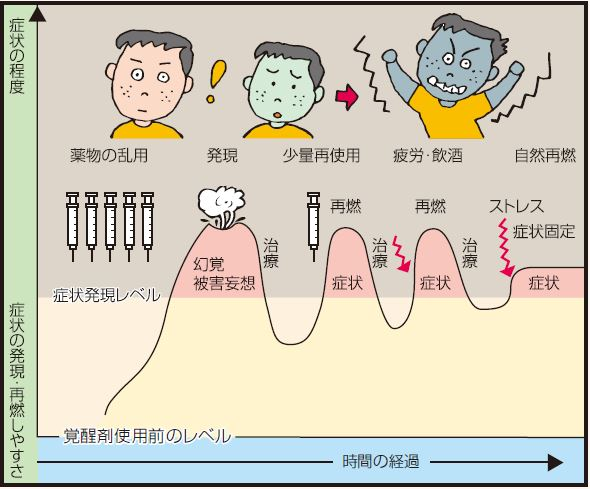 症状の程度
薬物の乱用
発現
少量再使用
疲労・飲酒
自然再燃
再燃
再燃
ストレス
症状固定
治療
治療
治療
幻覚
被害妄想
症状
症状
症状
症状発現レベル
症状の発現・再燃しやすさ
覚醒剤使用前のレベル
時間の経過